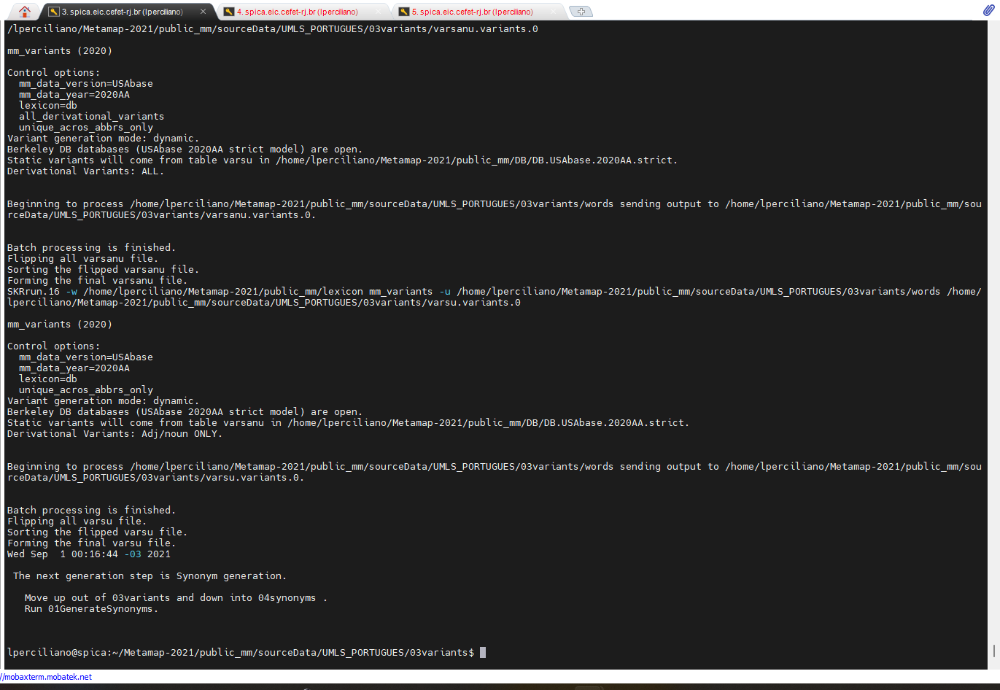 3. spica.eic.cefet-rj.br (lperciliano)
4. spica.eic.cefet-rj.br (lperciliano)
5. spica.eic.cefet-rj.br (lperciliano)
/lperciliano/Metamap-2021/public_mm/sourceData/UMLS_PORTUGUES/03variants/varsanu.variants.0
mm_variants (2020)
Control options:
mm_data_version=USAbase
mm_data_year=2020AA
lexicon=db
all_derivational_variants
unique_acros_abbrs_only
Variant generation mode: dynamic.
Berkeley DB databases (USAbase 2020AA strict model) are open.
Static variants will come from table varsu in /home/lperciliano/Metamap-2021/public_mm/DB/DB.USAbase.2020AA.strict.
Derivational Variants: ALL.
Beginning to process /home/lperciliano/Metamap-2021/public_mm/sourceData/UMLS_PORTUGUES/03variants/words sending output to /home/lperciliano/Metamap-2021/public_mm/sou
rceData/UMLS_PORTUGUES/03variants/varsanu.variants.0.
Batch processing is finished.
Flipping all varsanu file.
Sorting the flipped varsanu file.
Forming the final varsanu file.
SKRrun.16 -w /home/lperciliano/Metamap-2021/public_mm/lexicon mm_variants -u /home/lperciliano/Metamap-2021/public_mm/sourceData/UMLS_PORTUGUES/03variants/words /home/
lperciliano/Metamap-2021/public_mm/sourceData/UMLS_PORTUGUES/03variants/varsu.variants.0
mm_variants (2020)
Control options:
mm_data_version=USAbase
mm_data_year=2020AA
lexicon=db
unique_acros_abbrs_only
Variant generation mode: dynamic.
Berkeley DB databases (USAbase 2020AA strict model) are open.
Static variants will come from table varsanu in /home/lperciliano/Metamap-2021/public_mm/DB/DB.USAbase.2020AA.strict.
Derivational Variants: Adj/noun ONLY.
Beginning to process /home/lperciliano/Metamap-2021/public_mm/sourceData/UMLS_PORTUGUES/03variants/words sending output to /home/lperciliano/Metamap-2021/public_mm/sou
rceData/UMLS_PORTUGUES/03variants/varsu.variants.0.
Batch processing is finished.
Flipping all varsu file.
Sorting the flipped varsu file.
Forming the final varsu file.
Wed Sep  1 00:16:44 -03 2021
The next generation step is Synonym generation.
Move up out of 03variants and down into 04synonyms .
Run 01GenerateSynonyms.
lperciliano@spica:~/Metamap-2021/public_mm/sourceData/UMLS_PORTUGUES/03variants$
//mobaxterm.mobatek.net